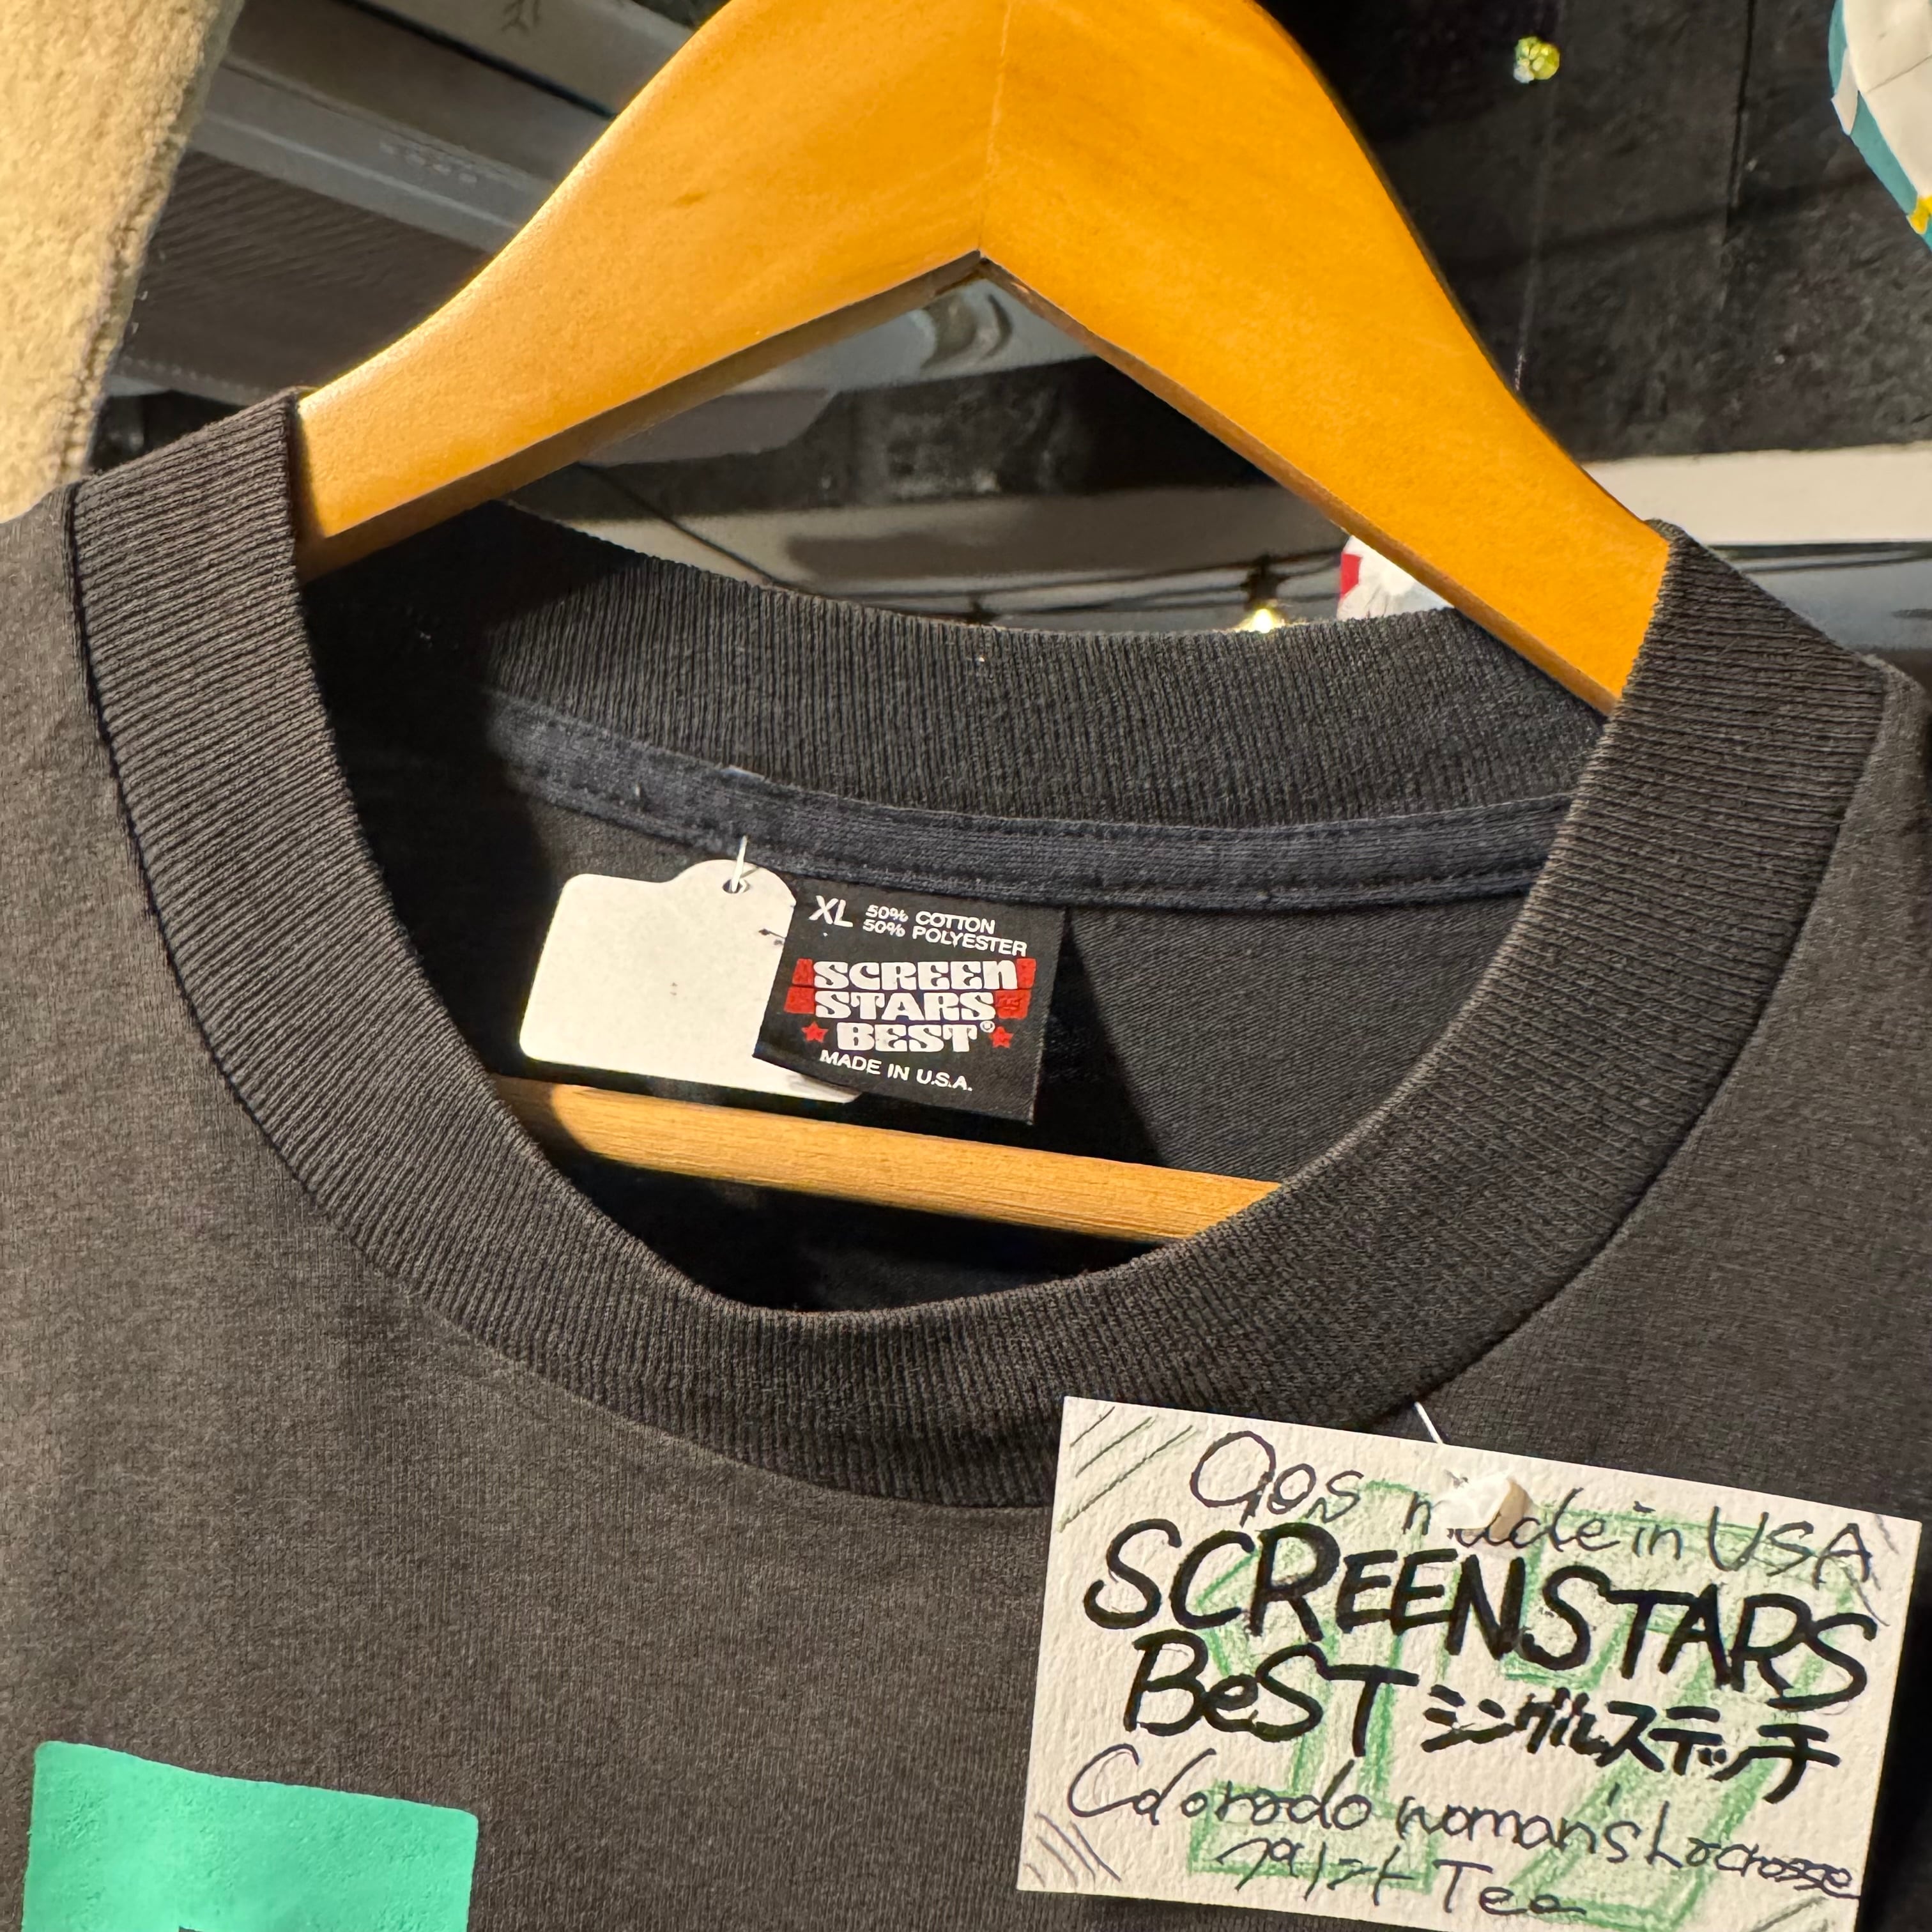 XL 50% COTTON
50% POLYESTER
SCREEN
STARS
BEST®
MADE IN U.S.A.
90s made in USA
SCREENSTARS
BeST シングルステッチ
Colorado woman's Lacrosse
プリント Tee